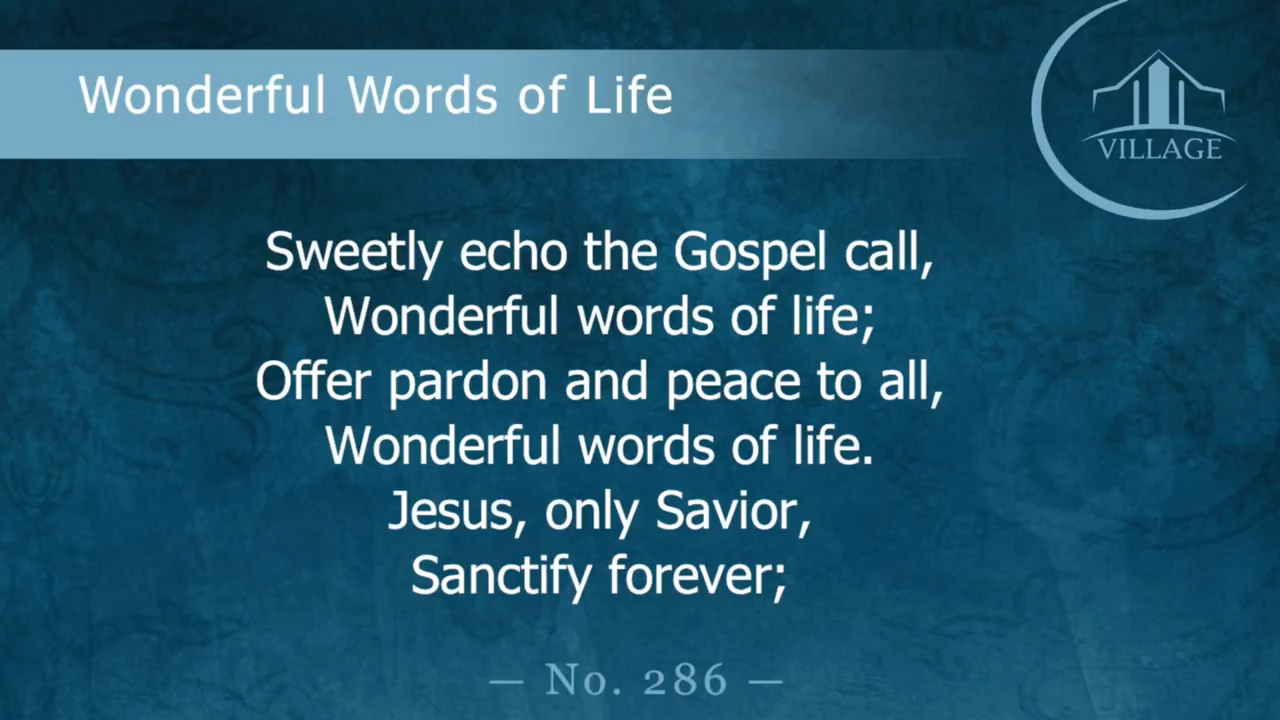 Wonderful Words of Life
VILLAGE
Sweetly echo the Gospel call,
Wonderful words of life;
Offer pardon and peace to all,
Wonderful words of life.
Jesus, only Savior,
Sanctify forever;
— No. 286 —